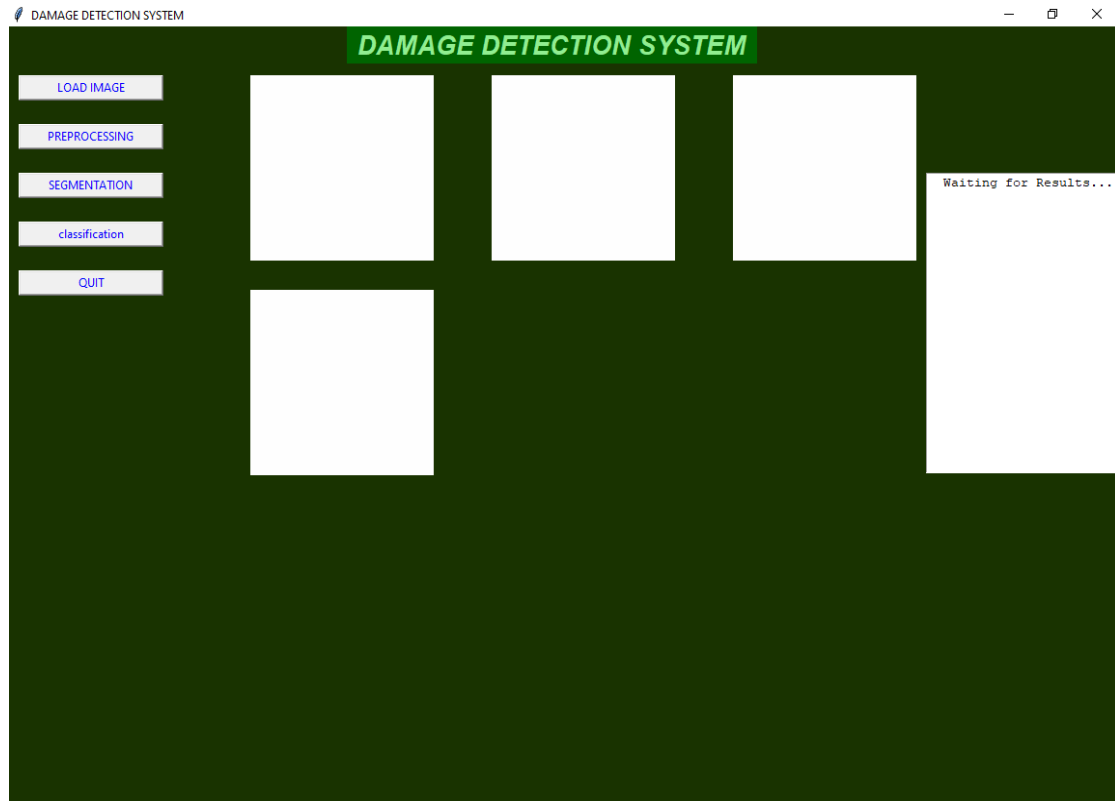 DAMAGE DETECTION SYSTEM
DAMAGE DETECTION SYSTEM
LOAD IMAGE
PREPROCESSING
SEGMENTATION
classification
QUIT
Waiting for Results...